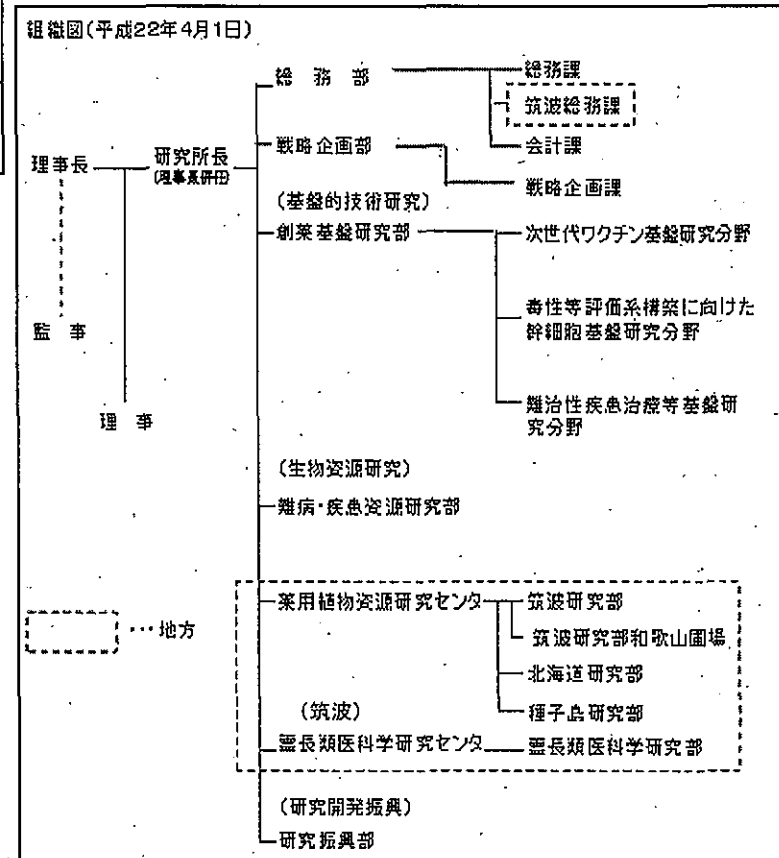 組織図(平成22年4月1日)
総務部
総務課
筑波総務課
会計課
戦略企画部
戦略企画課
理事長
研究所長
(理事長併任)
(基盤的技術研究)
創薬基盤研究部
次世代ワクチン基盤研究分野
毒性等評価系構築に向けた
幹細胞基盤研究分野
難治性疾患治療等基盤研
究分野
監事
理事
(生物資源研究)
難病・疾患資源研究部
薬用植物資源研究センタ
筑波研究部
筑波研究部和歌山圃場
北海道研究部
種子島研究部
…地方
(筑波)
霊長類医科学研究センタ
霊長類医科学研究部
(研究開発振興)
研究振興部